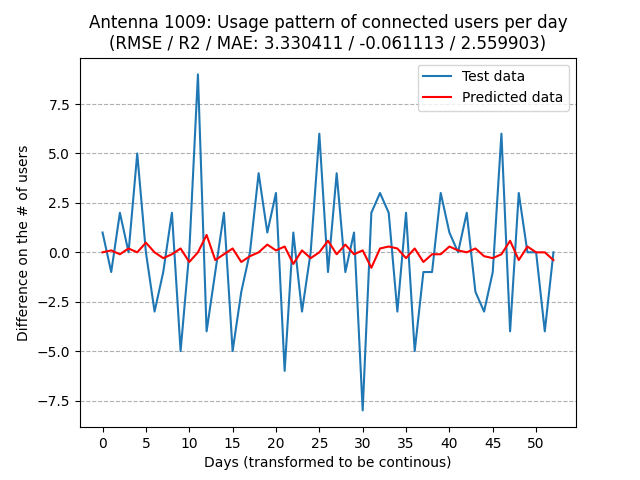 Antenna 1009: Usage pattern of connected users per day
(RMSE / R2 / MAE: 3.330411 / -0.061113 / 2.559903)
Test data
Predicted data
7.5
5.0
2.5
0.0
−2.5
−5.0
−7.5
Difference on the # of users
0 5 10 15 20 25 30 35 40 45 50
Days (transformed to be continous)